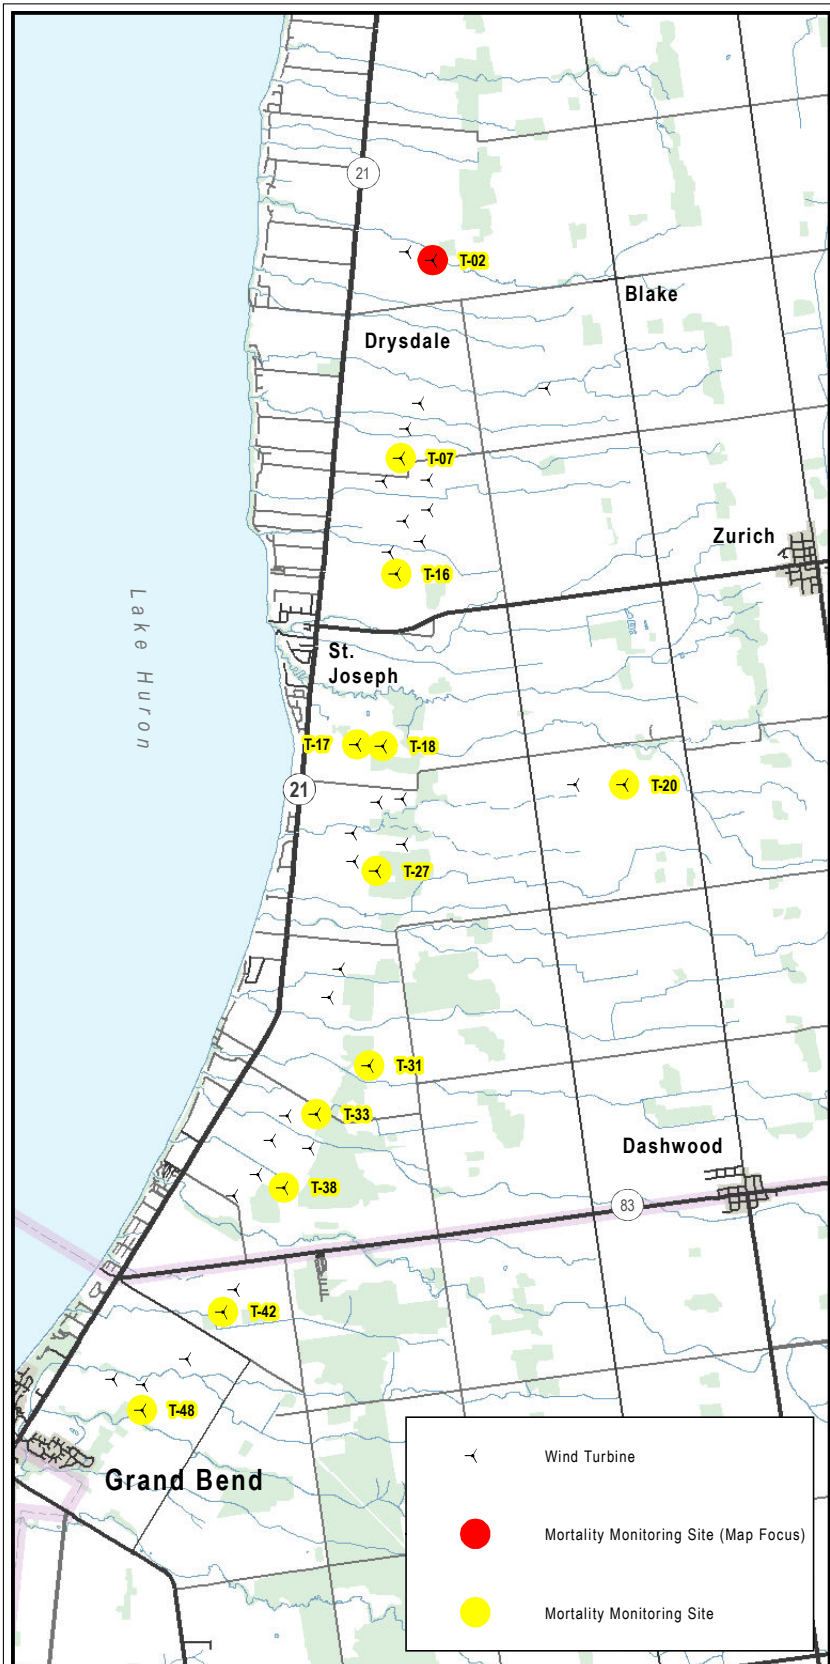 21
T-02
Blake
Drysdale
T-07
Zurich
T-16
Lake Huron
St.
Joseph
T-17
T-18
21
T-20
T-27
T-31
T-33
Dashwood
T-38
83
T-42
T-48
Grand Bend
Wind Turbine
Mortality Monitoring Site (Map Focus)
Mortality Monitoring Site